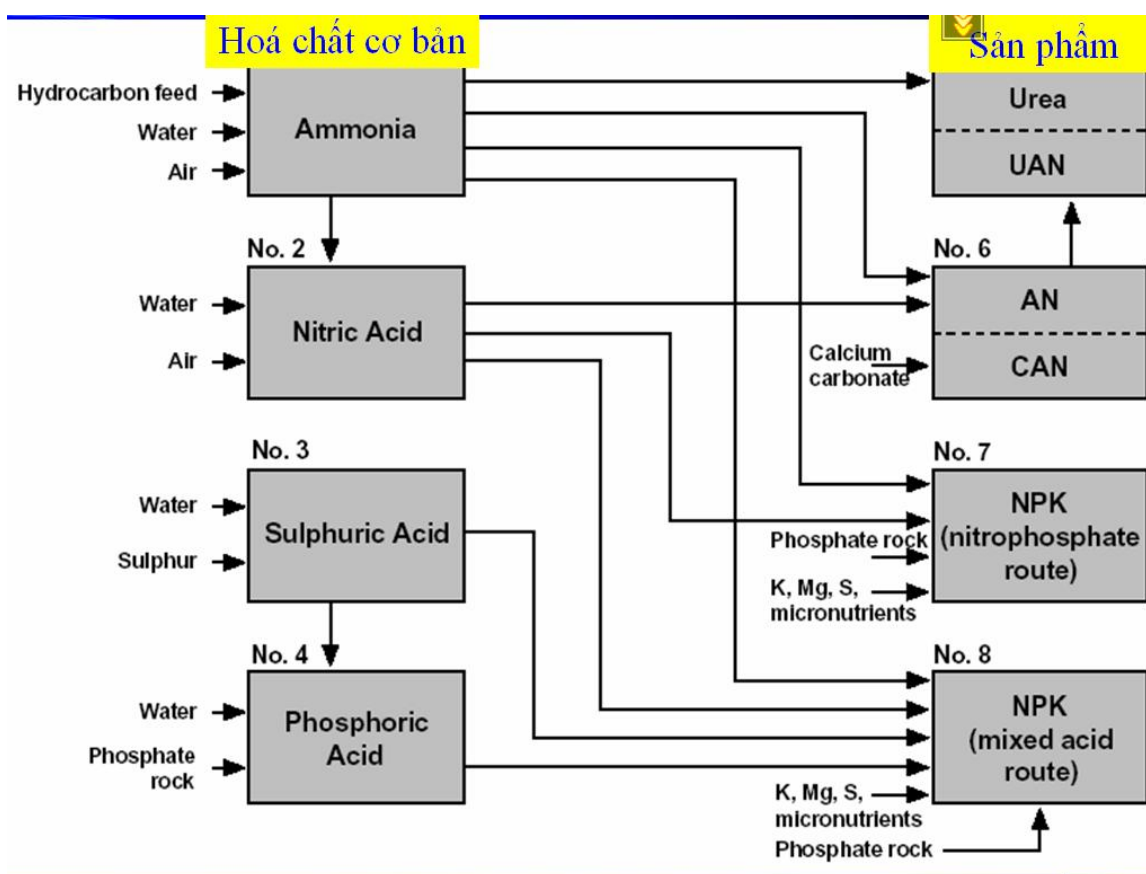 Hoá chất cơ bản
Sản phẩm
Hydrocarbon feed
Water
Air
Ammonia
Urea
UAN
No. 2
Water
Air
Nitric Acid
No. 6
AN
Calcium
carbonate
CAN
No. 3
Water
Sulphur
Sulphuric Acid
No. 7
NPK
(nitrophosphate
route)
Phosphate rock
K, Mg, S,
micronutrients
No. 4
Water
Phosphate
rock
Phosphoric
Acid
No. 8
NPK
(mixed acid
route)
K, Mg, S,
micronutrients
Phosphate rock